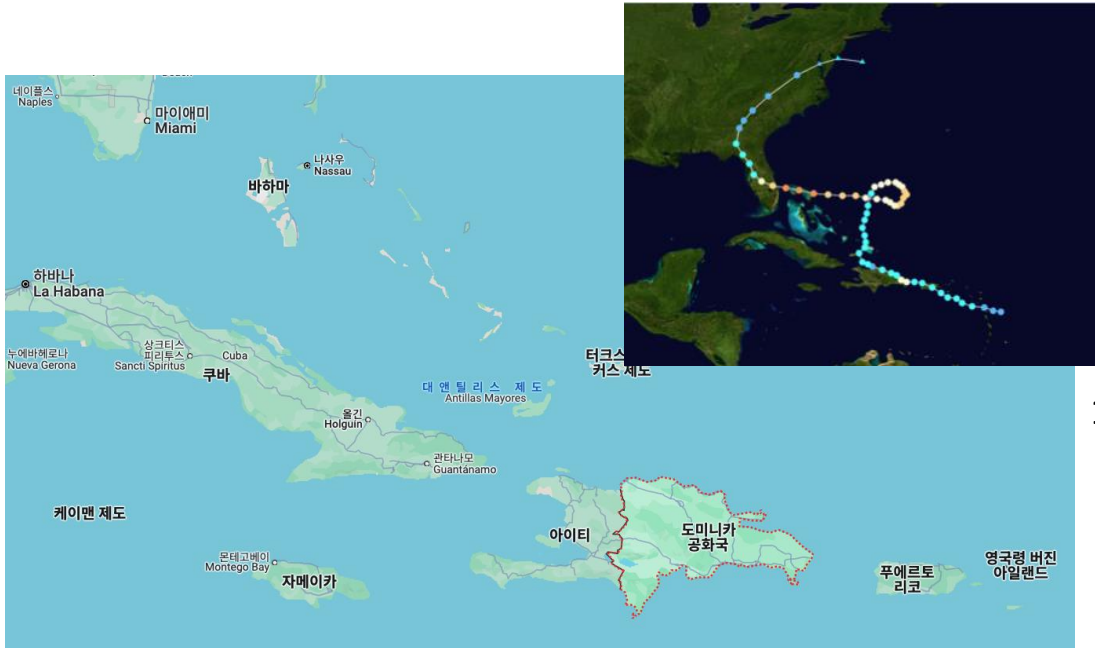 네이플스
Naples
마이애미
Miami
나사우
Nassau
바하마
하바나
La Habana
누에바헤로나
Nueva Gerona
상크티스
피리투스
Sancti Spiritus
Cuba
쿠바
터크스
커스 제도
대앤틸리스 제도
Antillas Mayores
올긴
Holguin
관타나모
Guantánamo
케이맨 제도
몬테고베이
Montego Bay
자메이카
아이티
도미니카
공화국
푸에르토
리코
영국령 버진
아일랜드